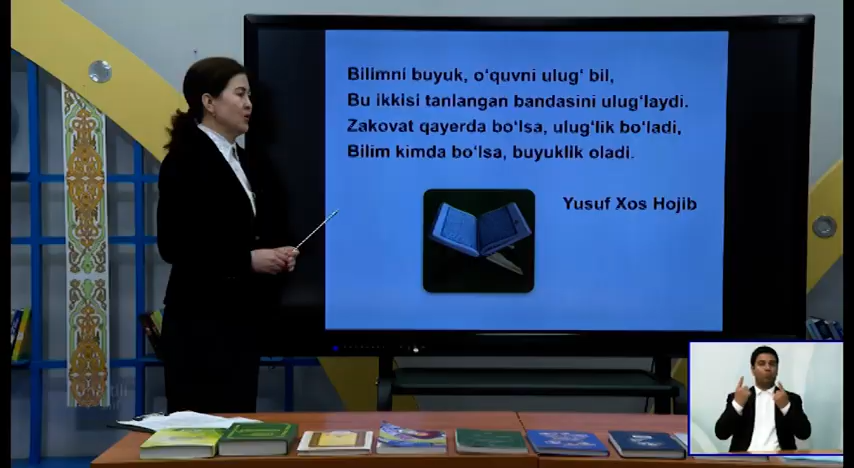 Bilimni buyuk, o‘quvni ulug‘ bil,
Bu ikkisi tanlangan bandasini ulug‘laydi.
Zakovat qayerda bo‘lsa, ulug‘lik bo‘ladi,
Bilim kimda bo‘lsa, buyuklik oladi.
Yusuf Xos Hojib